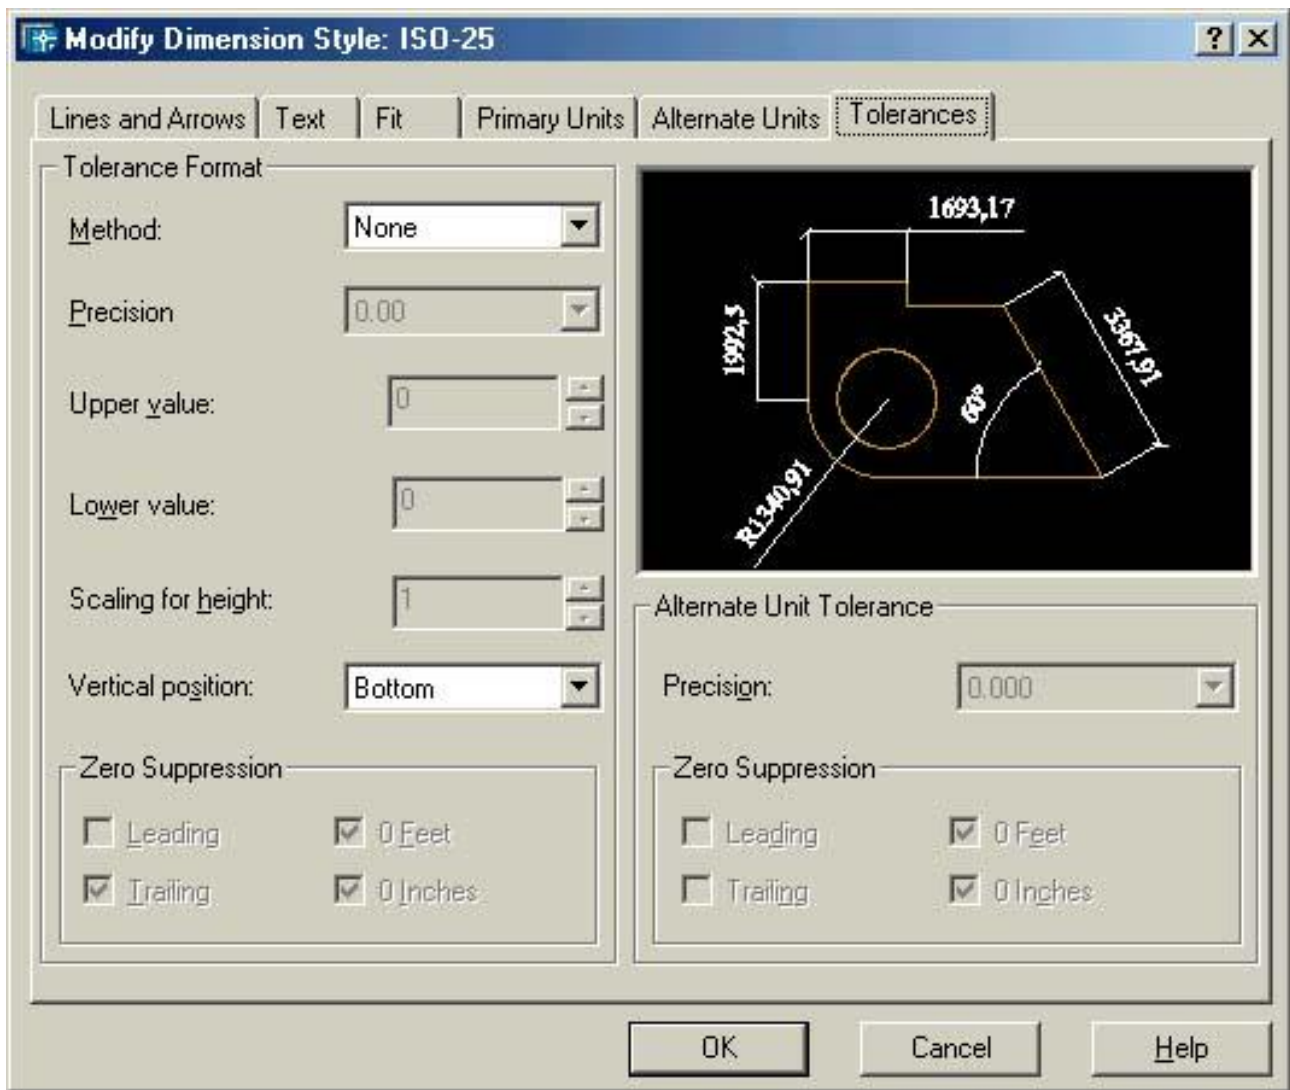 Modify Dimension Style: ISO-25
Lines and Arrows Text Fit Primary Units Alternate Units Tolerances
Tolerance Format
Method: None
Precision 0.00
Upper value: 0
Lower value: 0
Scaling for height: 1
Vertical position: Bottom
Zero Suppression
Leading 0 Feet
Trailing 0 Inches
1693,17
1992,5
3367,91
60°
R1340,91
Alternate Unit Tolerance
Precision: 0.000
Zero Suppression
Leading 0 Feet
Trailing 0 Inches
OK Cancel Help